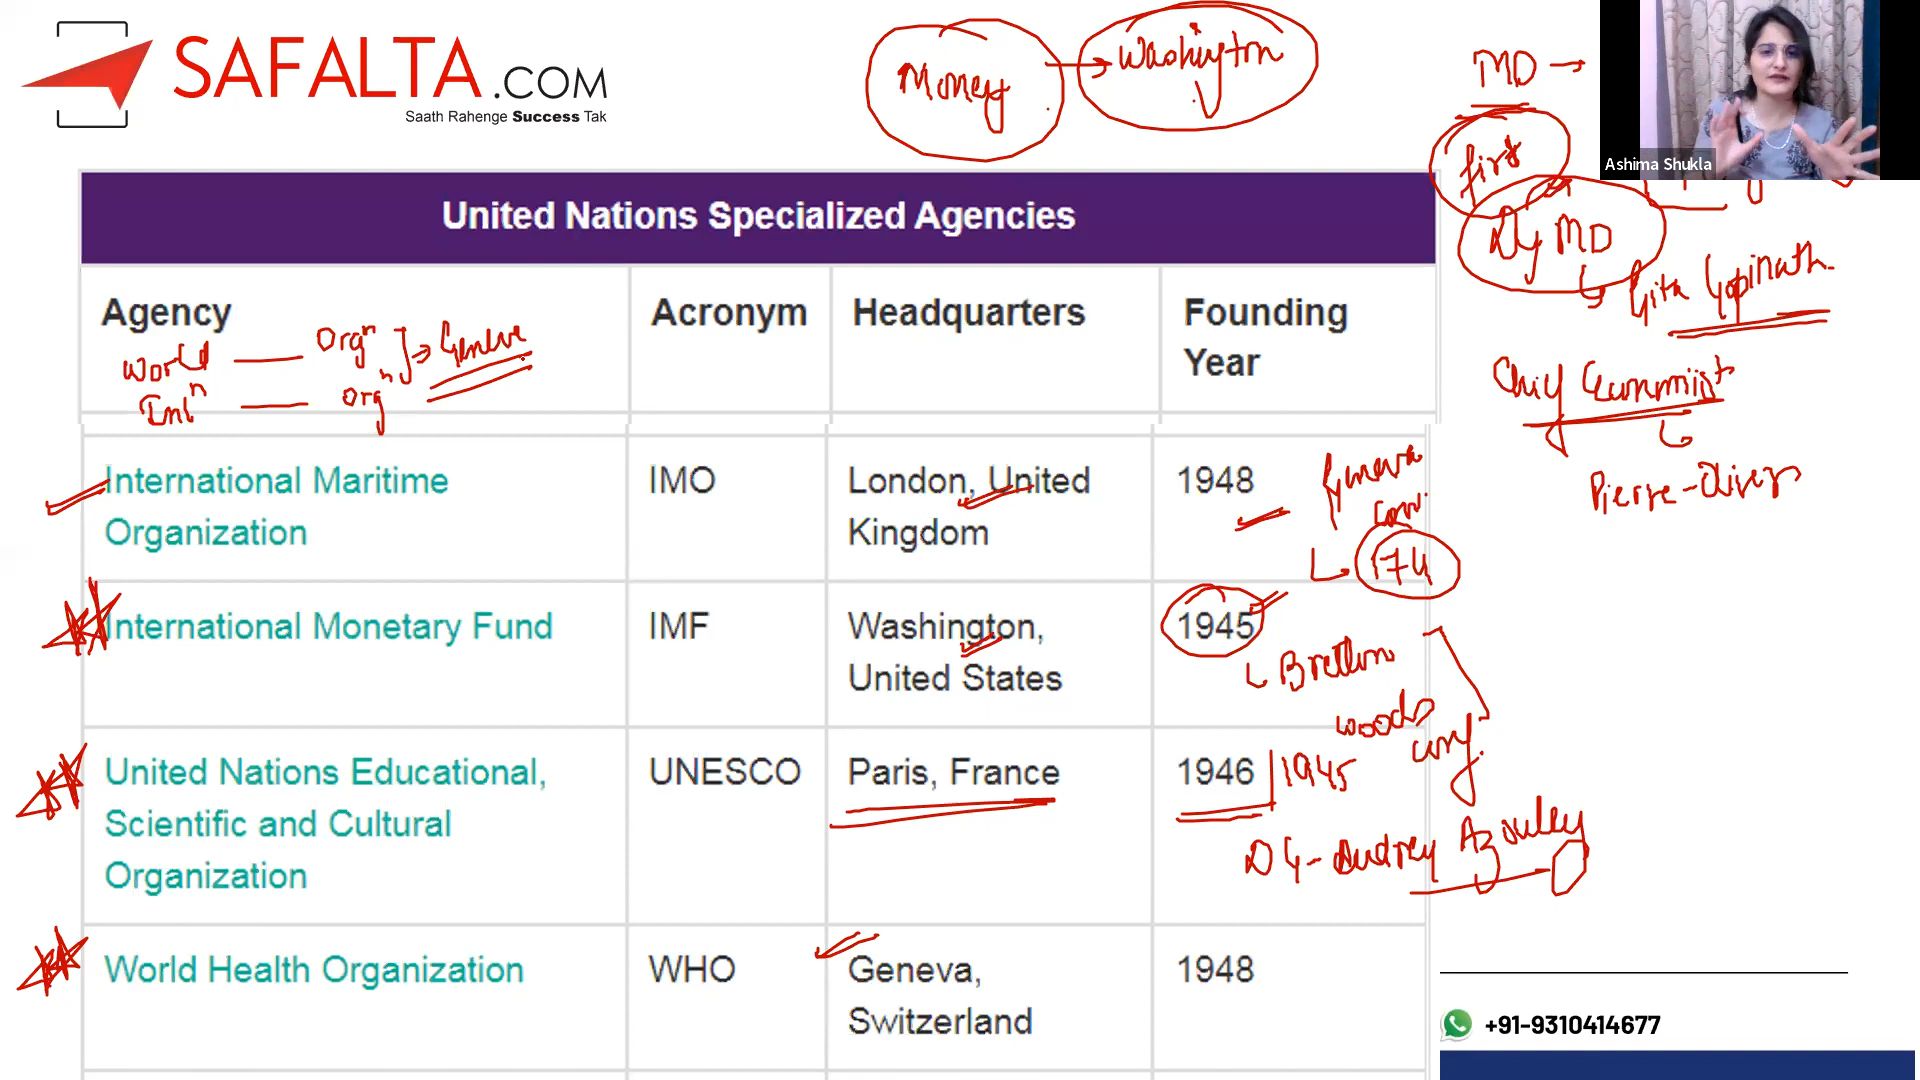 SAFALTA.COM
Saath Rahenge Success Tak
Money → Washington
MD →
first
Dy MD
Gita Gopinath
Chief Economist
Pierre-Olivier
Ashima Shukla
United Nations Specialized Agencies
Agency
Acronym
Headquarters
Founding
Year
World — Orgn
Intn — Orgn
Geneva
International Maritime
Organization
IMO
London, United
Kingdom
1948
Geneva
Conv
174
International Monetary Fund
IMF
Washington,
United States
1945
Bretton
woods
conf.
United Nations Educational,
Scientific and Cultural
Organization
UNESCO
Paris, France
1946 / 1945
DG - Audrey Azouley
World Health Organization
WHO
Geneva,
Switzerland
1948
+91-9310414677